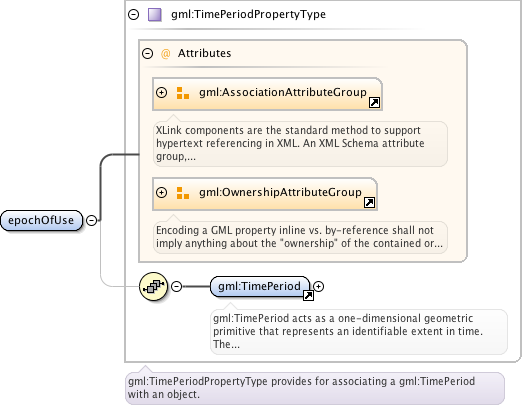 gml:TimePeriodPropertyType
@ Attributes
gml:AssociationAttributeGroup
XLink components are the standard method to support
hypertext referencing in XML. An XML Schema attribute
group,...
gml:OwnershipAttributeGroup
Encoding a GML property inline vs. by-reference shall not
imply anything about the "ownership" of the contained or...
epochOfUse
gml:TimePeriod
gml:TimePeriod acts as a one-dimensional geometric
primitive that represents an identifiable extent in time.
The...
gml:TimePeriodPropertyType provides for associating a gml:TimePeriod
with an object.